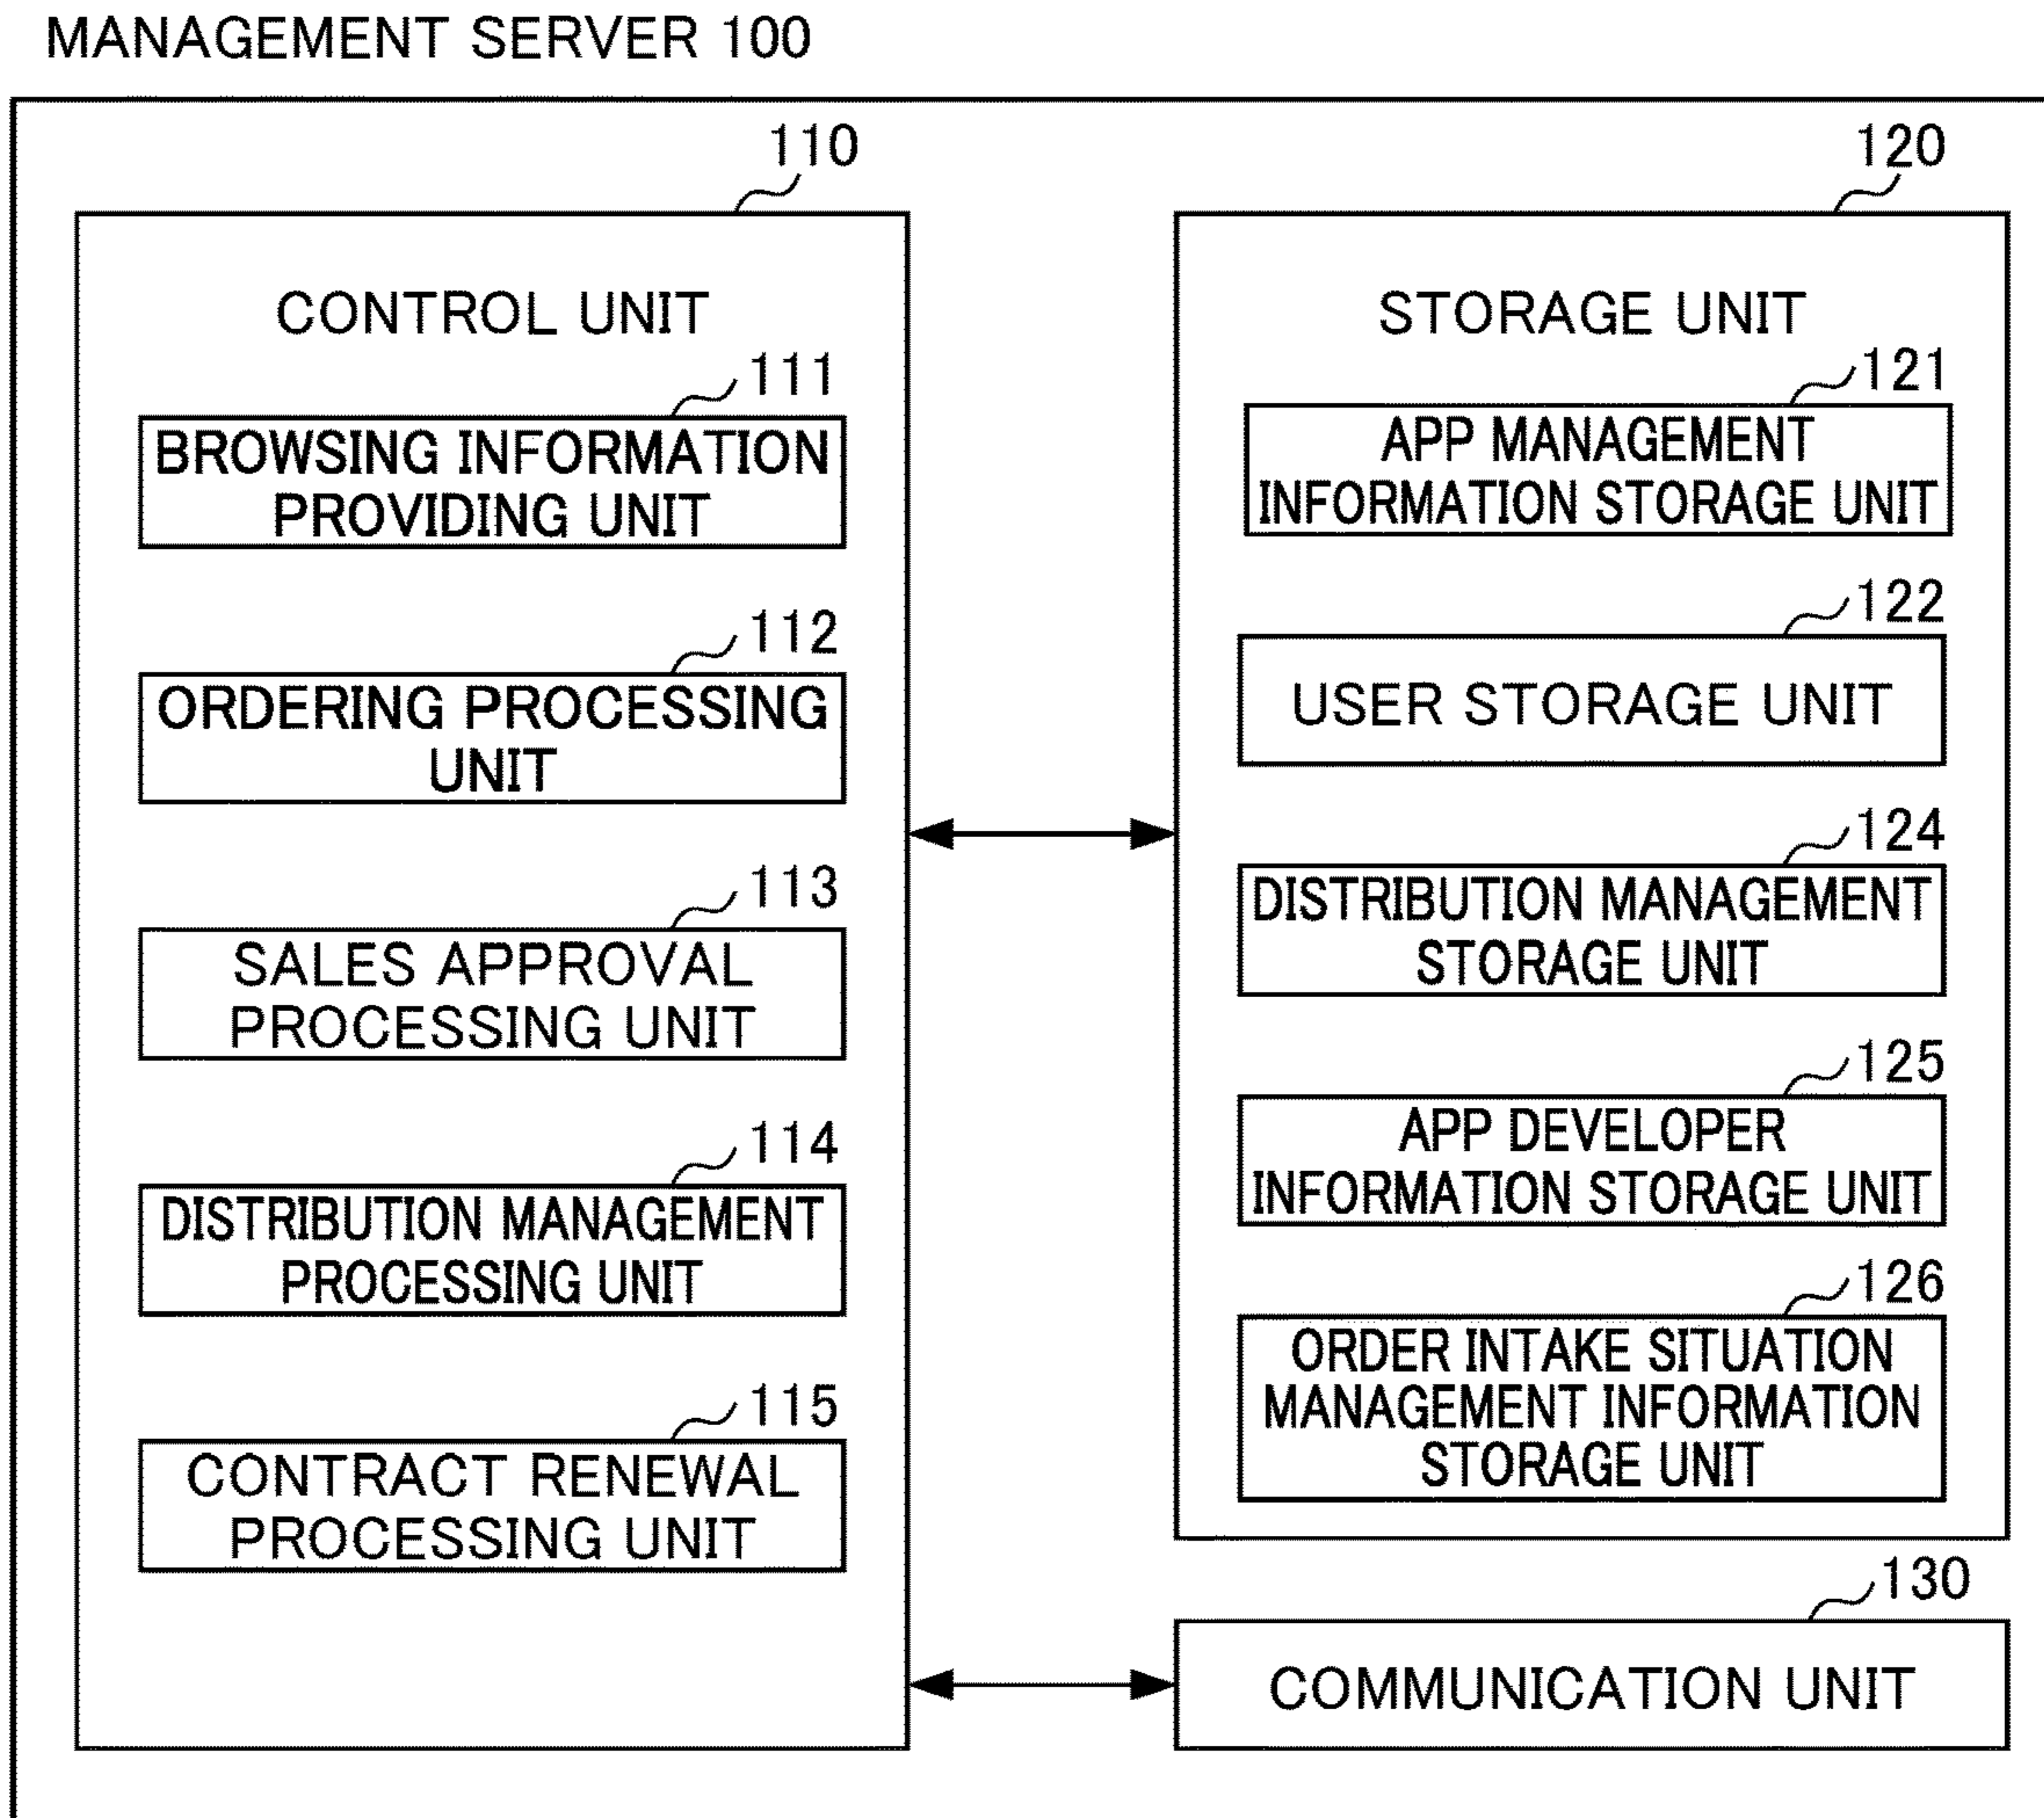 MANAGEMENT SERVER 100
110
CONTROL UNIT
111
BROWSING INFORMATION
PROVIDING UNIT
112
ORDERING PROCESSING
UNIT
113
SALES APPROVAL
PROCESSING UNIT
114
DISTRIBUTION MANAGEMENT
PROCESSING UNIT
115
CONTRACT RENEWAL
PROCESSING UNIT
120
STORAGE UNIT
121
APP MANAGEMENT
INFORMATION STORAGE UNIT
122
USER STORAGE UNIT
124
DISTRIBUTION MANAGEMENT
STORAGE UNIT
125
APP DEVELOPER
INFORMATION STORAGE UNIT
126
ORDER INTAKE SITUATION
MANAGEMENT INFORMATION
STORAGE UNIT
130
COMMUNICATION UNIT